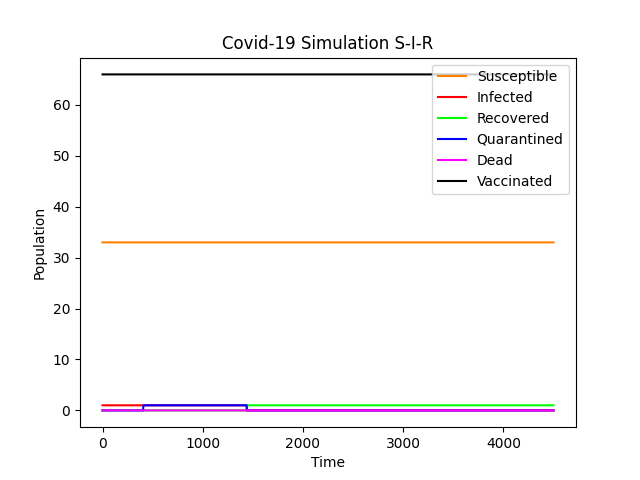 Covid-19 Simulation S-I-R
Susceptible
Infected
Recovered
Quarantined
Dead
Vaccinated
60
50
40
30
20
10
0
Population
0 1000 2000 3000 4000
Time